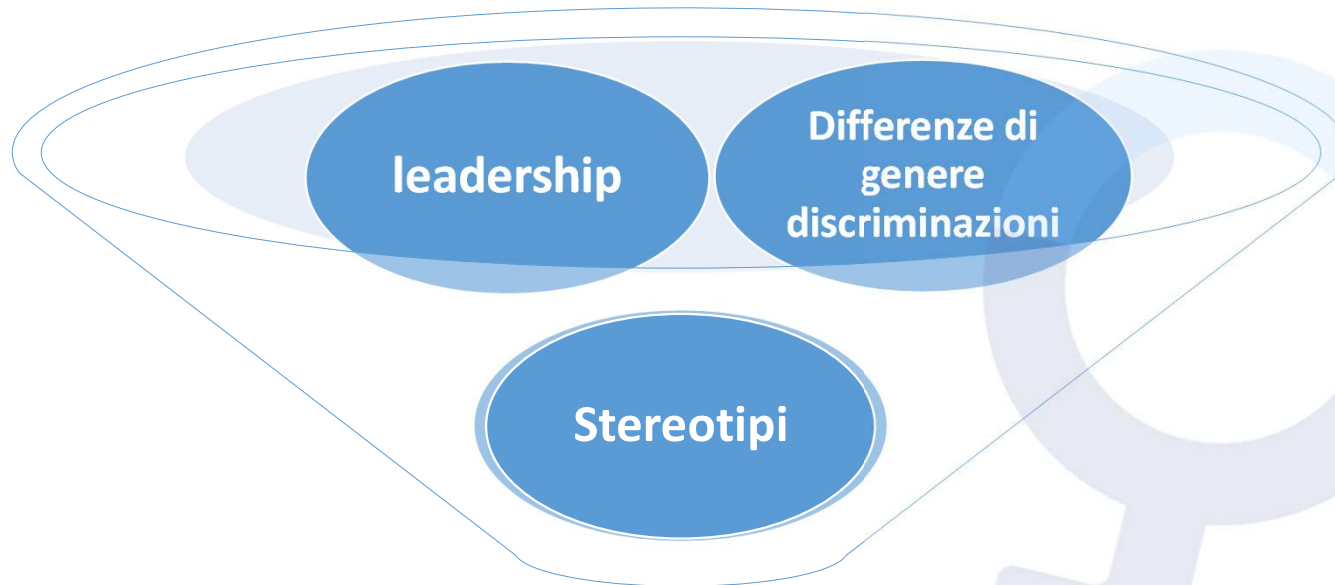 leadership
Differenze di
genere
discriminazioni
Stereotipi